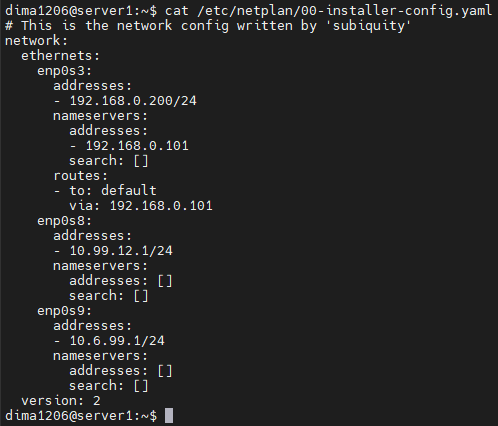 dima1206@server1:~$ cat /etc/netplan/00-installer-config.yaml
# This is the network config written by 'subiquity'
network:
  ethernets:
    enp0s3:
      addresses:
      - 192.168.0.200/24
      nameservers:
        addresses:
        - 192.168.0.101
        search: []
      routes:
      - to: default
        via: 192.168.0.101
    enp0s8:
      addresses:
      - 10.99.12.1/24
      nameservers:
        addresses: []
        search: []
    enp0s9:
      addresses:
      - 10.6.99.1/24
      nameservers:
        addresses: []
        search: []
  version: 2
dima1206@server1:~$